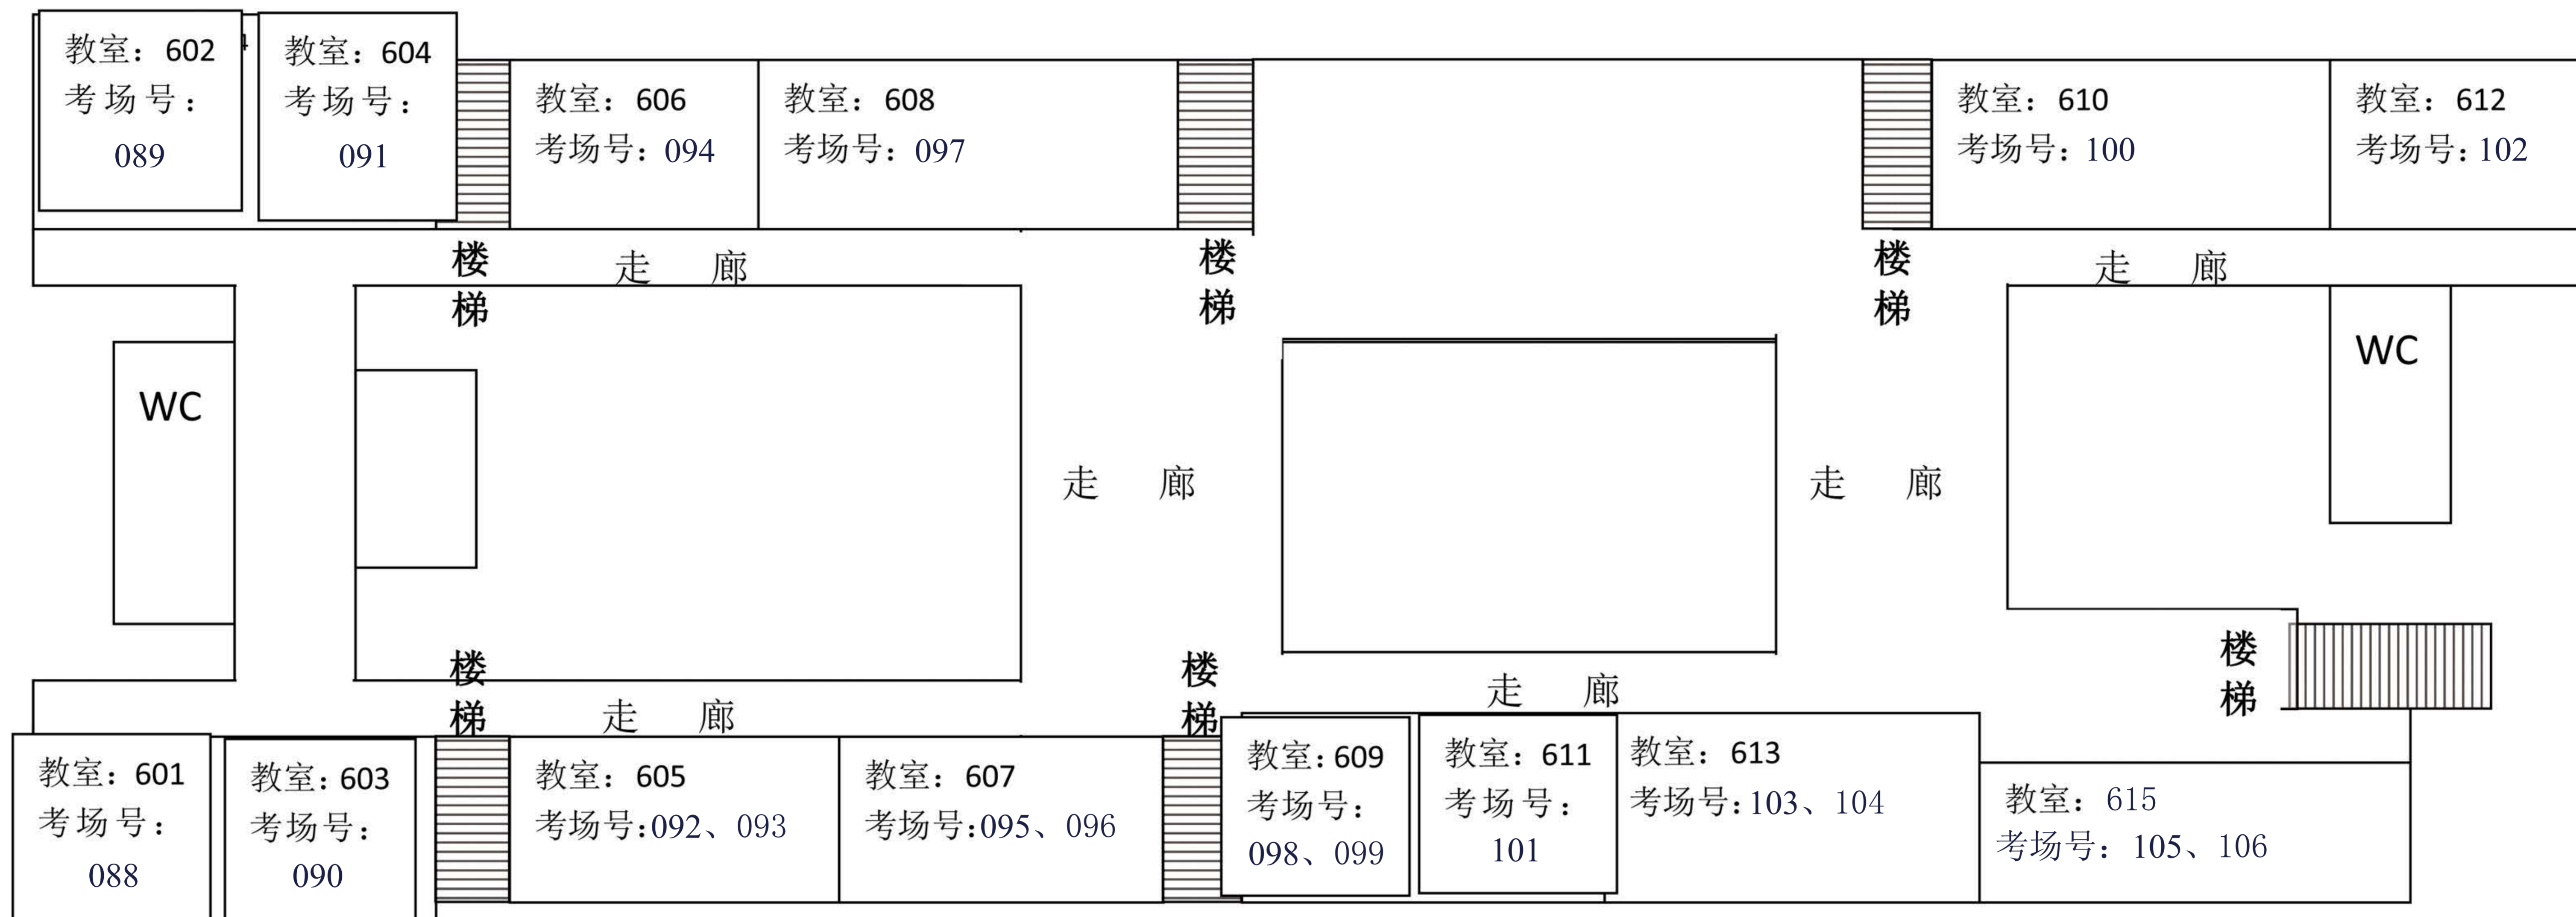 教室：602
考场号：
089
教室：604
考场号：
091
教室：606
考场号：094
教室：608
考场号：097
教室：610
考场号：100
教室：612
考场号：102
楼梯
走 廊
楼梯
楼梯
走 廊
WC
WC
走 廊
走 廊
楼梯
走 廊
楼梯
走 廊
楼梯
教室：601
考场号：
088
教室：603
考场号：
090
教室：605
考场号：092、093
教室：607
考场号：095、096
教室：609
考场号：
098、099
教室：611
考场号：
101
教室：613
考场号：103、104
教室：615
考场号：105、106